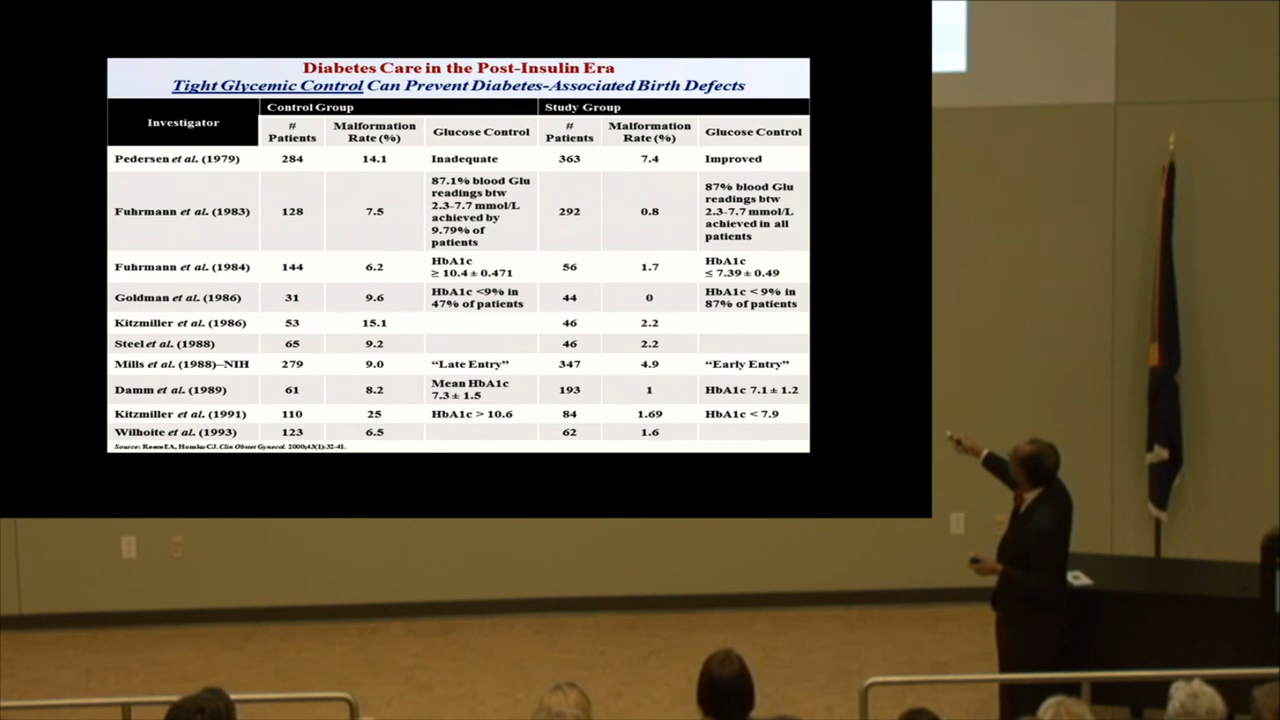 Diabetes Care in the Post-Insulin Era
Tight Glycemic Control Can Prevent Diabetes-Associated Birth Defects
Investigator Control Group Study Group
# Patients Malformation Rate (%) Glucose Control # Patients Malformation Rate (%) Glucose Control
Pedersen et al. (1979) 284 14.1 Inadequate 363 7.4 Improved
Fuhrmann et al. (1983) 128 7.5 87.1% blood Glu readings btw 2.3-7.7 mmol/L achieved by 9.79% of patients 292 0.8 87% blood Glu readings btw 2.3-7.7 mmol/L achieved in all patients
Fuhrmann et al. (1984) 144 6.2 HbA1c ≥ 10.4 ± 0.471 56 1.7 HbA1c ≤ 7.39 ± 0.49
Goldman et al. (1986) 31 9.6 HbA1c <9% in 47% of patients 44 0 HbA1c < 9% in 87% of patients
Kitzmiller et al. (1986) 53 15.1 46 2.2
Steel et al. (1988) 65 9.2 46 2.2
Mills et al. (1988)–NIH 279 9.0 “Late Entry” 347 4.9 “Early Entry”
Damm et al. (1989) 61 8.2 Mean HbA1c 7.3 ± 1.5 193 1 HbA1c 7.1 ± 1.2
Kitzmiller et al. (1991) 110 25 HbA1c > 10.6 84 1.69 HbA1c < 7.9
Wilhoite et al. (1993) 123 6.5 62 1.6
Source: Reece EA, Homko CJ. Clin Obstet Gynecol. 2000;43(1):32-41.